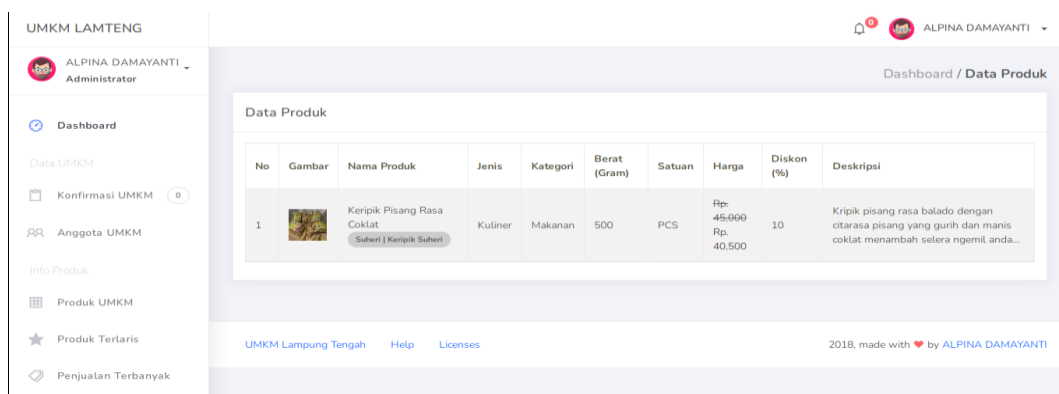 UMKM LAMTENG
0
ALPINA DAMAYANTI
ALPINA DAMAYANTI
Administrator
Dashboard / Data Produk
Dashboard
Data UMKM
Konfirmasi UMKM 0
Anggota UMKM
Info Produk
Produk UMKM
Produk Terlaris
Penjualan Terbanyak
Data Produk
No Gambar Nama Produk Jenis Kategori Berat (Gram) Satuan Harga Diskon (%) Deskripsi
1
Keripik Pisang Rasa
Coklat
Suheri | Keripik Suheri
Kuliner
Makanan
500
PCS
Rp.
45,000
Rp.
40,500
10
Kripik pisang rasa balado dengan
citarasa pisang yang gurih dan manis
coklat menambah selera ngemil anda...
UMKM Lampung Tengah Help Licenses
2018, made with ❤ by ALPINA DAMAYANTI